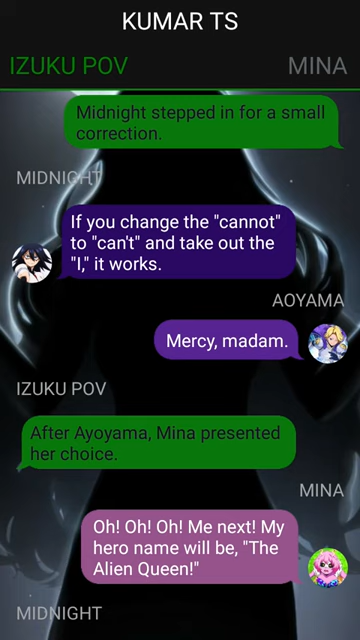 KUMAR TS
IZUKU POV
MINA
Midnight stepped in for a small
correction.
MIDNIGHT
If you change the "cannot"
to "can't" and take out the
"I," it works.
AOYAMA
Mercy, madam.
IZUKU POV
After Ayoyama, Mina presented
her choice.
MINA
Oh! Oh! Oh! Me next! My
hero name will be, "The
Alien Queen!"
MIDNIGHT